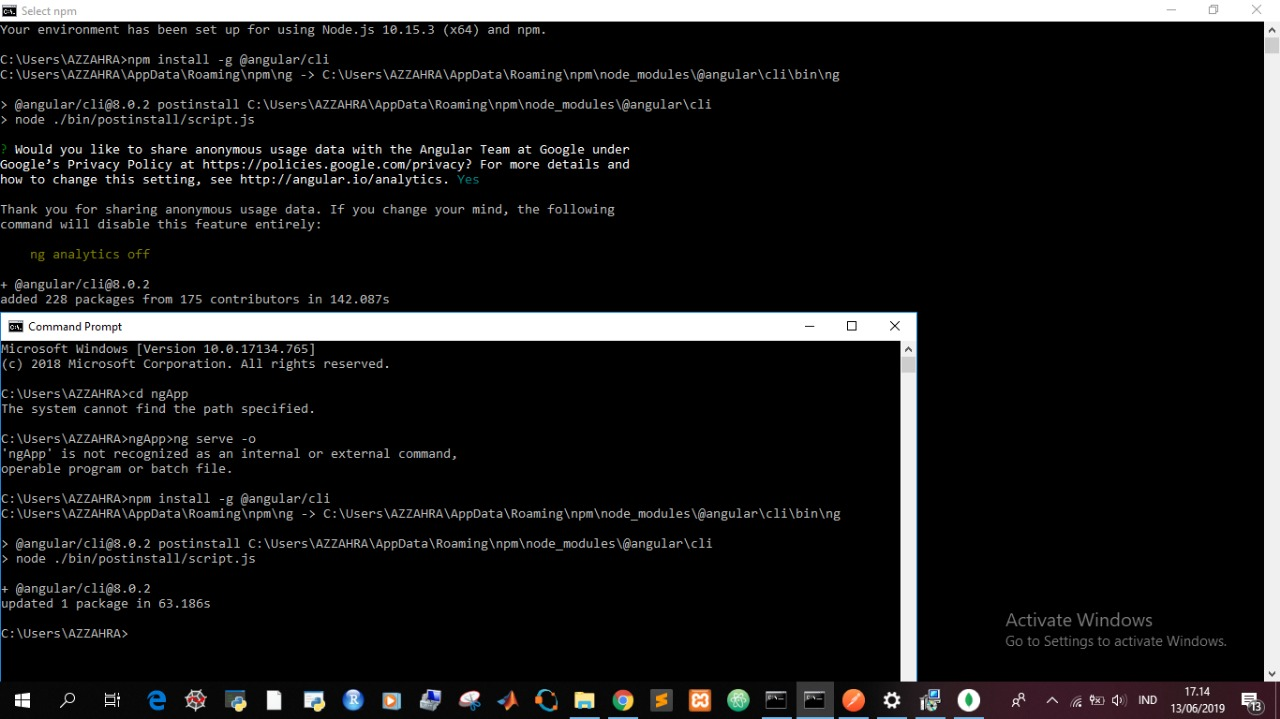 Select npm
Your environment has been set up for using Node.js 10.15.3 (x64) and npm.
C:\Users\AZZAHRA>npm install -g @angular/cli
C:\Users\AZZAHRA\AppData\Roaming\npm\ng -> C:\Users\AZZAHRA\AppData\Roaming\npm\node_modules\@angular\cli\bin\ng
> @angular/cli@8.0.2 postinstall C:\Users\AZZAHRA\AppData\Roaming\npm\node_modules\@angular\cli
> node ./bin/postinstall/script.js
? Would you like to share anonymous usage data with the Angular Team at Google under
Google’s Privacy Policy at https://policies.google.com/privacy? For more details and
how to change this setting, see http://angular.io/analytics. Yes
Thank you for sharing anonymous usage data. If you change your mind, the following
command will disable this feature entirely:
ng analytics off
+ @angular/cli@8.0.2
added 228 packages from 175 contributors in 142.087s
Command Prompt
Microsoft Windows [Version 10.0.17134.765]
(c) 2018 Microsoft Corporation. All rights reserved.
C:\Users\AZZAHRA>cd ngApp
The system cannot find the path specified.
C:\Users\AZZAHRA>ngApp>ng serve -o
'ngApp' is not recognized as an internal or external command,
operable program or batch file.
C:\Users\AZZAHRA>npm install -g @angular/cli
C:\Users\AZZAHRA\AppData\Roaming\npm\ng -> C:\Users\AZZAHRA\AppData\Roaming\npm\node_modules\@angular\cli\bin\ng
> @angular/cli@8.0.2 postinstall C:\Users\AZZAHRA\AppData\Roaming\npm\node_modules\@angular\cli
> node ./bin/postinstall/script.js
+ @angular/cli@8.0.2
updated 1 package in 63.186s
C:\Users\AZZAHRA>
Activate Windows
Go to Settings to activate Windows.
IND
17.14
13/06/2019
13